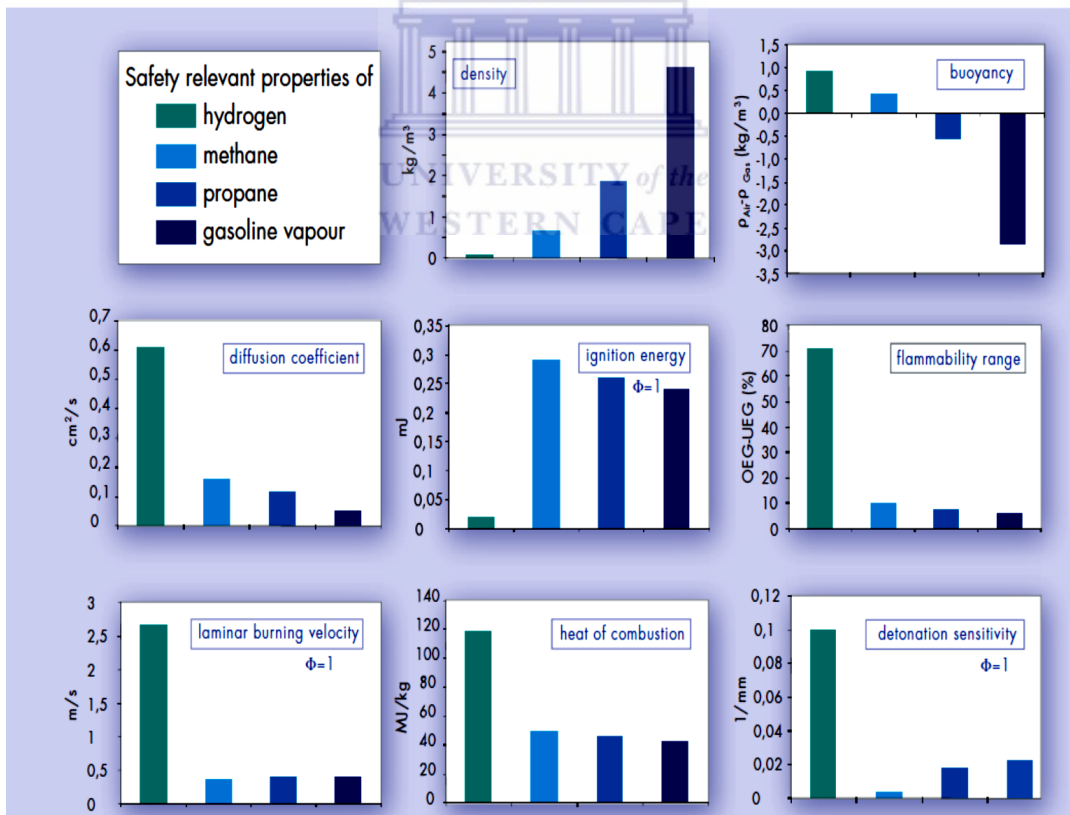 Safety relevant properties of
hydrogen
methane
propane
gasoline vapour
density
kg/m³
5
4
3
2
1
0
buoyancy
ρAir-ρ Gas (kg/m³)
1,5
1,0
0,5
0,0
-0,5
-1,0
-1,5
-2,0
-2,5
-3,0
-3,5
UNIVERSITY of the
WESTERN CAPE
diffusion coefficient
cm²/s
0,7
0,6
0,5
0,4
0,3
0,2
0,1
0
ignition energy
Φ=1
mJ
0,35
0,3
0,25
0,2
0,15
0,1
0,05
0
flammability range
OEG-UEG (%)
80
70
60
50
40
30
20
10
0
laminar burning velocity
Φ=1
m/s
3
2,5
2
1,5
1
0,5
0
heat of combustion
MJ/kg
140
120
100
80
60
40
20
0
detonation sensitivity
Φ=1
1/mm
0,12
0,1
0,08
0,06
0,04
0,02
0